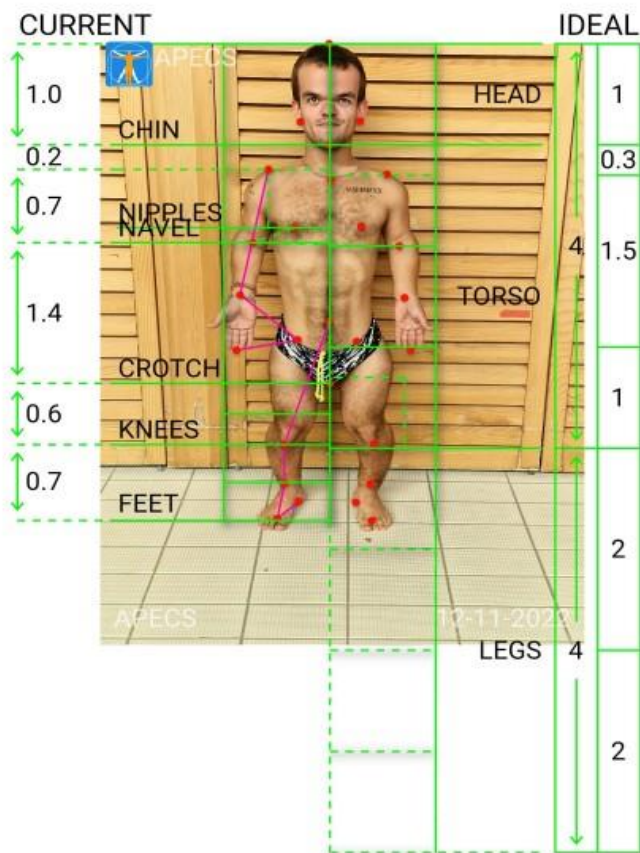 CURRENT
IDEAL
APECS
1.0
HEAD
1
CHIN
0.2
0.3
0.7
NIPPLES
NAVEL
4
1.5
TORSO
1.4
CROTCH
1
0.6
KNEES
0.7
FEET
2
APECS
12-11-2022
LEGS
4
2